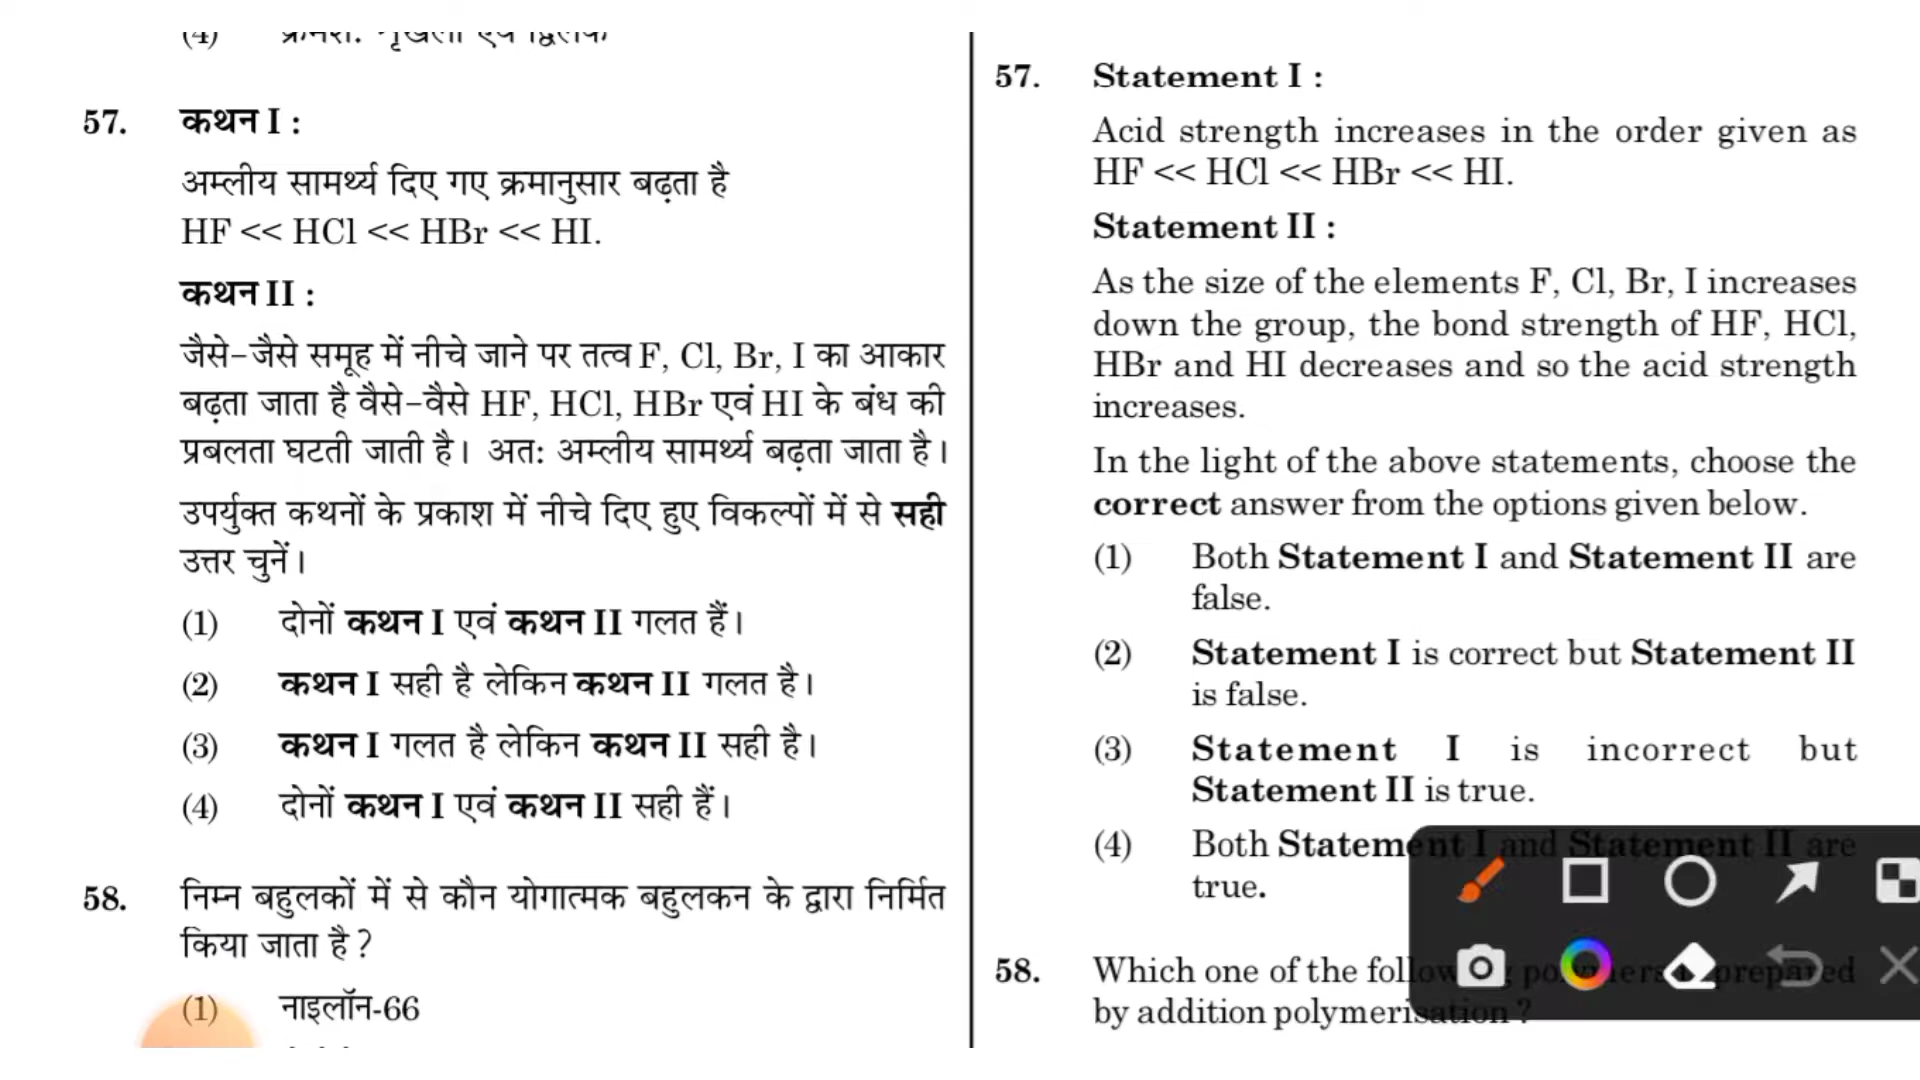 (4)
57. कथन I :
अम्लीय सामर्थ्य दिए गए क्रमानुसार बढ़ता है
HF << HCl << HBr << HI.
कथन II :
जैसे-जैसे समूह में नीचे जाने पर तत्व F, Cl, Br, I का आकार
बढ़ता जाता है वैसे-वैसे HF, HCl, HBr एवं HI के बंध की
प्रबलता घटती जाती है। अतः अम्लीय सामर्थ्य बढ़ता जाता है।
उपर्युक्त कथनों के प्रकाश में नीचे दिए हुए विकल्पों में से सही
उत्तर चुनें।
(1) दोनों कथन I एवं कथन II गलत हैं।
(2) कथन I सही है लेकिन कथन II गलत है।
(3) कथन I गलत है लेकिन कथन II सही है।
(4) दोनों कथन I एवं कथन II सही हैं।
58. निम्न बहुलकों में से कौन योगात्मक बहुलकन के द्वारा निर्मित
किया जाता है ?
(1) नाइलॉन-66
57. Statement I :
Acid strength increases in the order given as
HF << HCl << HBr << HI.
Statement II :
As the size of the elements F, Cl, Br, I increases
down the group, the bond strength of HF, HCl,
HBr and HI decreases and so the acid strength
increases.
In the light of the above statements, choose the
correct answer from the options given below.
(1) Both Statement I and Statement II are
false.
(2) Statement I is correct but Statement II
is false.
(3) Statement I is incorrect but
Statement II is true.
(4) Both Statement I and Statement II are
true.
58. Which one of the prepared
by addition polymerisation ?